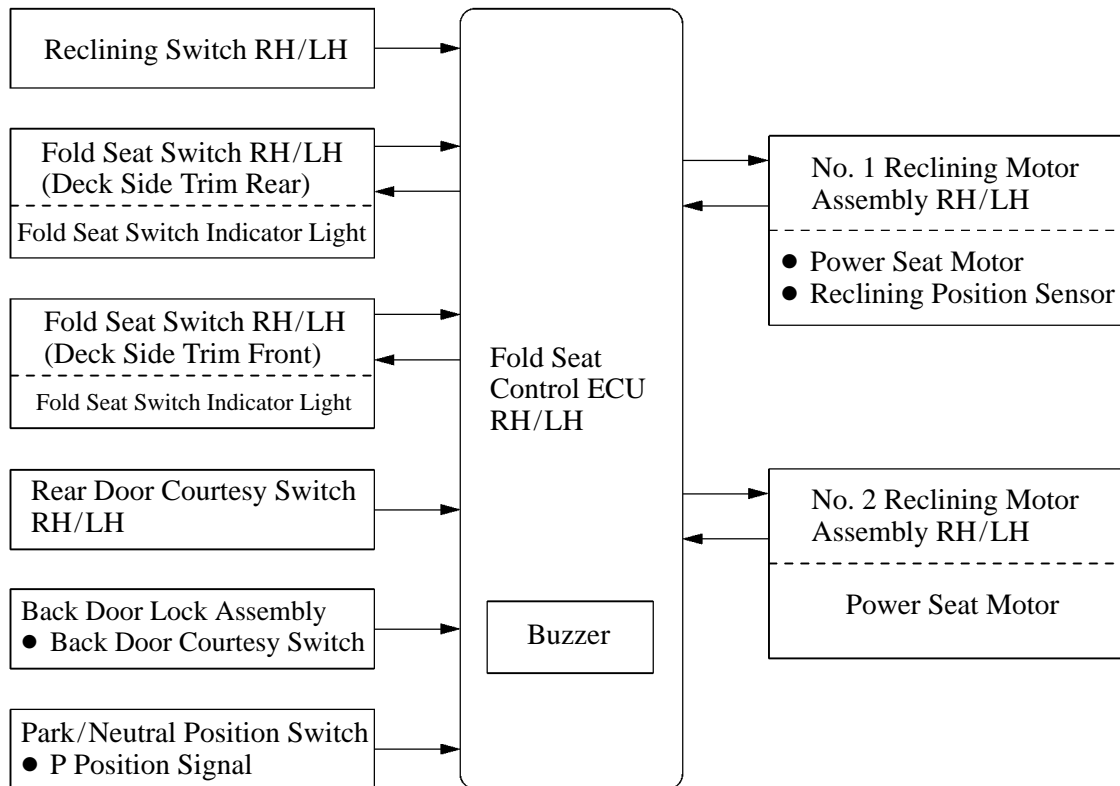 Reclining Switch RH/LH
Fold Seat Switch RH/LH
(Deck Side Trim Rear)
Fold Seat Switch Indicator Light
Fold Seat Switch RH/LH
(Deck Side Trim Front)
Fold Seat Switch Indicator Light
Rear Door Courtesy Switch
RH/LH
Back Door Lock Assembly
● Back Door Courtesy Switch
Park/Neutral Position Switch
● P Position Signal
Fold Seat
Control ECU
RH/LH
Buzzer
No. 1 Reclining Motor
Assembly RH/LH
● Power Seat Motor
● Reclining Position Sensor
No. 2 Reclining Motor
Assembly RH/LH
Power Seat Motor